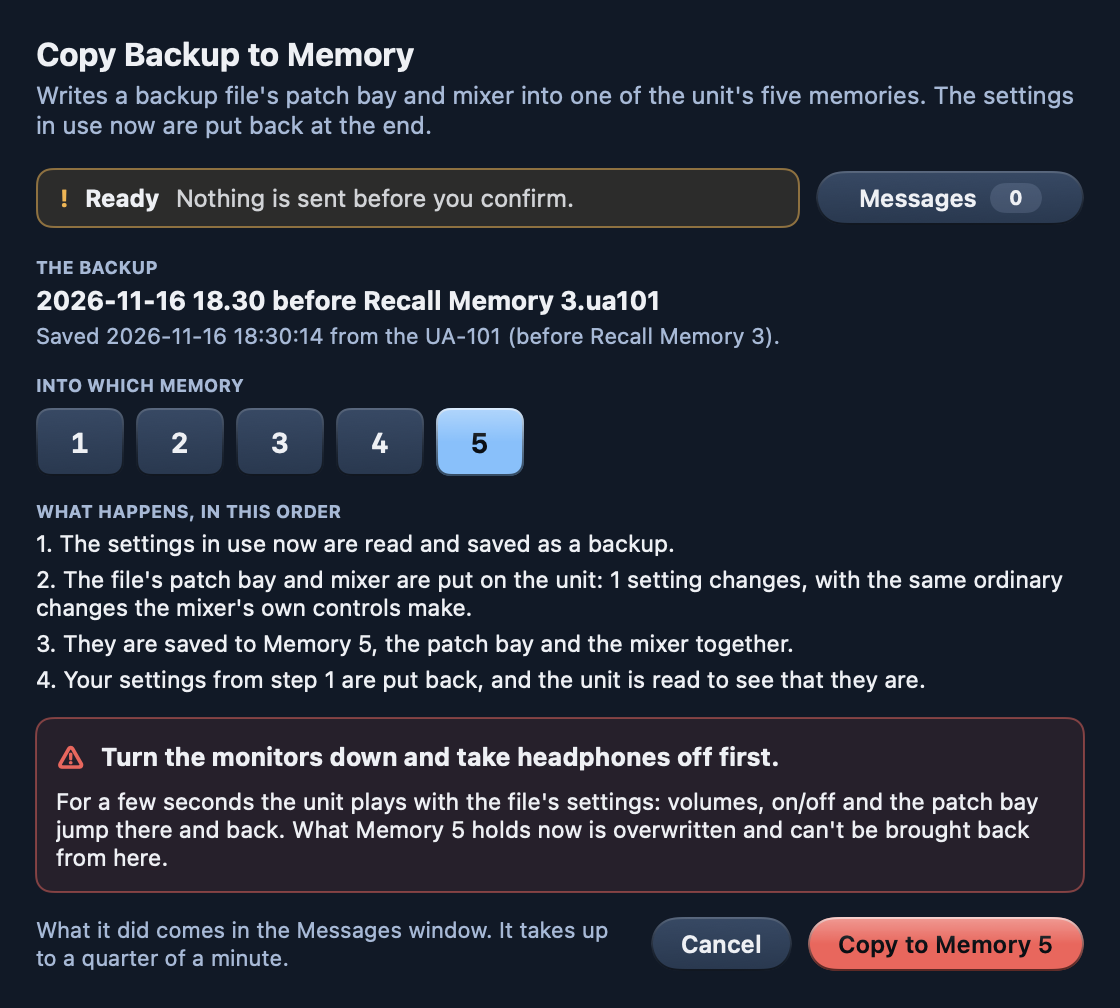 Copy Backup to Memory
Writes a backup file's patch bay and mixer into one of the unit's five memories. The settings
in use now are put back at the end.
! Ready Nothing is sent before you confirm.
Messages 0
THE BACKUP
2026-11-16 18.30 before Recall Memory 3.ua101
Saved 2026-11-16 18:30:14 from the UA-101 (before Recall Memory 3).
INTO WHICH MEMORY
1 2 3 4 5
WHAT HAPPENS, IN THIS ORDER
1. The settings in use now are read and saved as a backup.
2. The file's patch bay and mixer are put on the unit: 1 setting changes, with the same ordinary
changes the mixer's own controls make.
3. They are saved to Memory 5, the patch bay and the mixer together.
4. Your settings from step 1 are put back, and the unit is read to see that they are.
Turn the monitors down and take headphones off first.
For a few seconds the unit plays with the file's settings: volumes, on/off and the patch bay
jump there and back. What Memory 5 holds now is overwritten and can't be brought back
from here.
What it did comes in the Messages window. It takes up
to a quarter of a minute.
Cancel
Copy to Memory 5